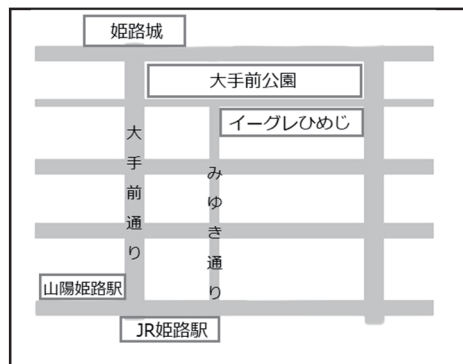 姫路城
大手前公園
イーグレひめじ
大手前通り
みゆき通り
山陽姫路駅
JR姫路駅